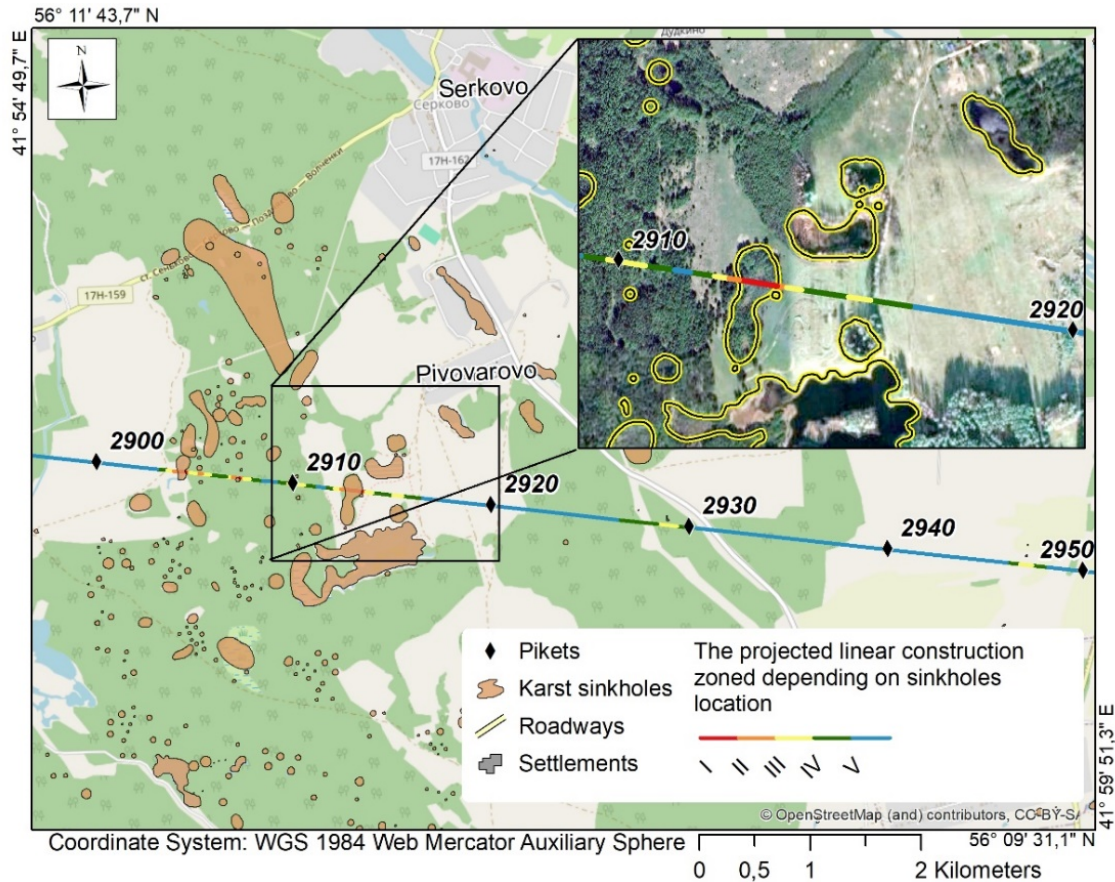 56° 11' 43,7" N
41° 54' 49,7" E
N
Serkovo
Серково
17Н-162
17Н-159
Дудкино
2910
2920
Pivovarovo
2900
2910
2920
2930
2940
2950
Pikets
Karst sinkholes
Roadways
Settlements
The projected linear construction
zoned depending on sinkholes
location
I II III IV V
© OpenStreetMap (and) contributors, CC-BY-SA
41° 59' 51,3" E
56° 09' 31,1" N
Coordinate System: WGS 1984 Web Mercator Auxiliary Sphere
0 0,5 1 2 Kilometers